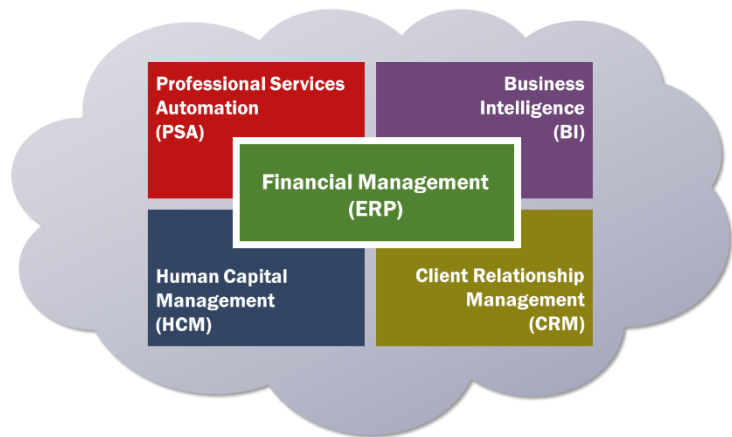 Professional Services
Automation
(PSA)
Business
Intelligence
(BI)
Financial Management
(ERP)
Human Capital
Management
(HCM)
Client Relationship
Management
(CRM)